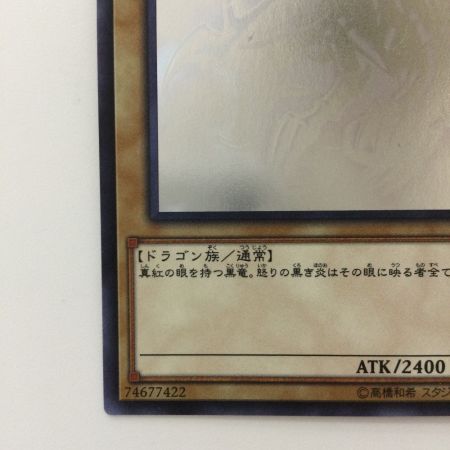 【ドラゴン族／通常】
真紅の眼を持つ黒竜。怒りの黒き炎はその眼に映る者全て
ATK/2400
74677422
©高橋和希 スタジ